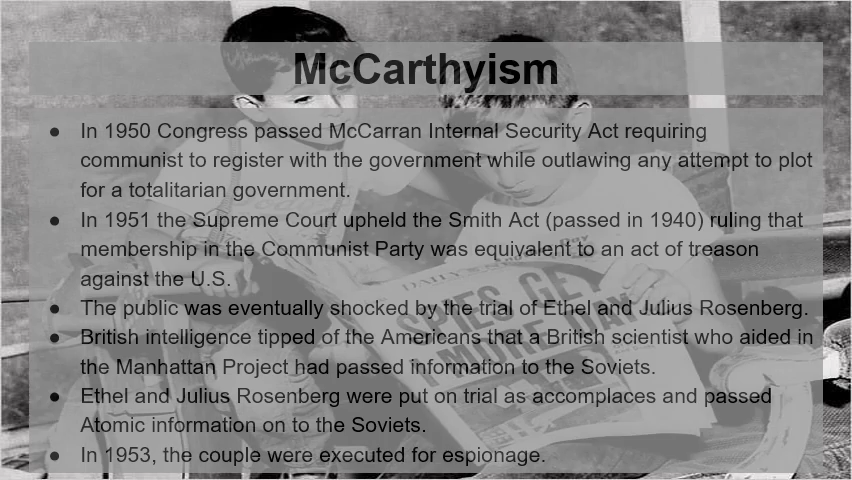 McCarthyism
● In 1950 Congress passed McCarran Internal Security Act requiring
communist to register with the government while outlawing any attempt to plot
for a totalitarian government.
● In 1951 the Supreme Court upheld the Smith Act (passed in 1940) ruling that
membership in the Communist Party was equivalent to an act of treason
against the U.S.
● The public was eventually shocked by the trial of Ethel and Julius Rosenberg.
● British intelligence tipped of the Americans that a British scientist who aided in
the Manhattan Project had passed information to the Soviets.
● Ethel and Julius Rosenberg were put on trial as accomplaces and passed
Atomic information on to the Soviets.
● In 1953, the couple were executed for espionage.
DAILY
SPIES GE
MORE